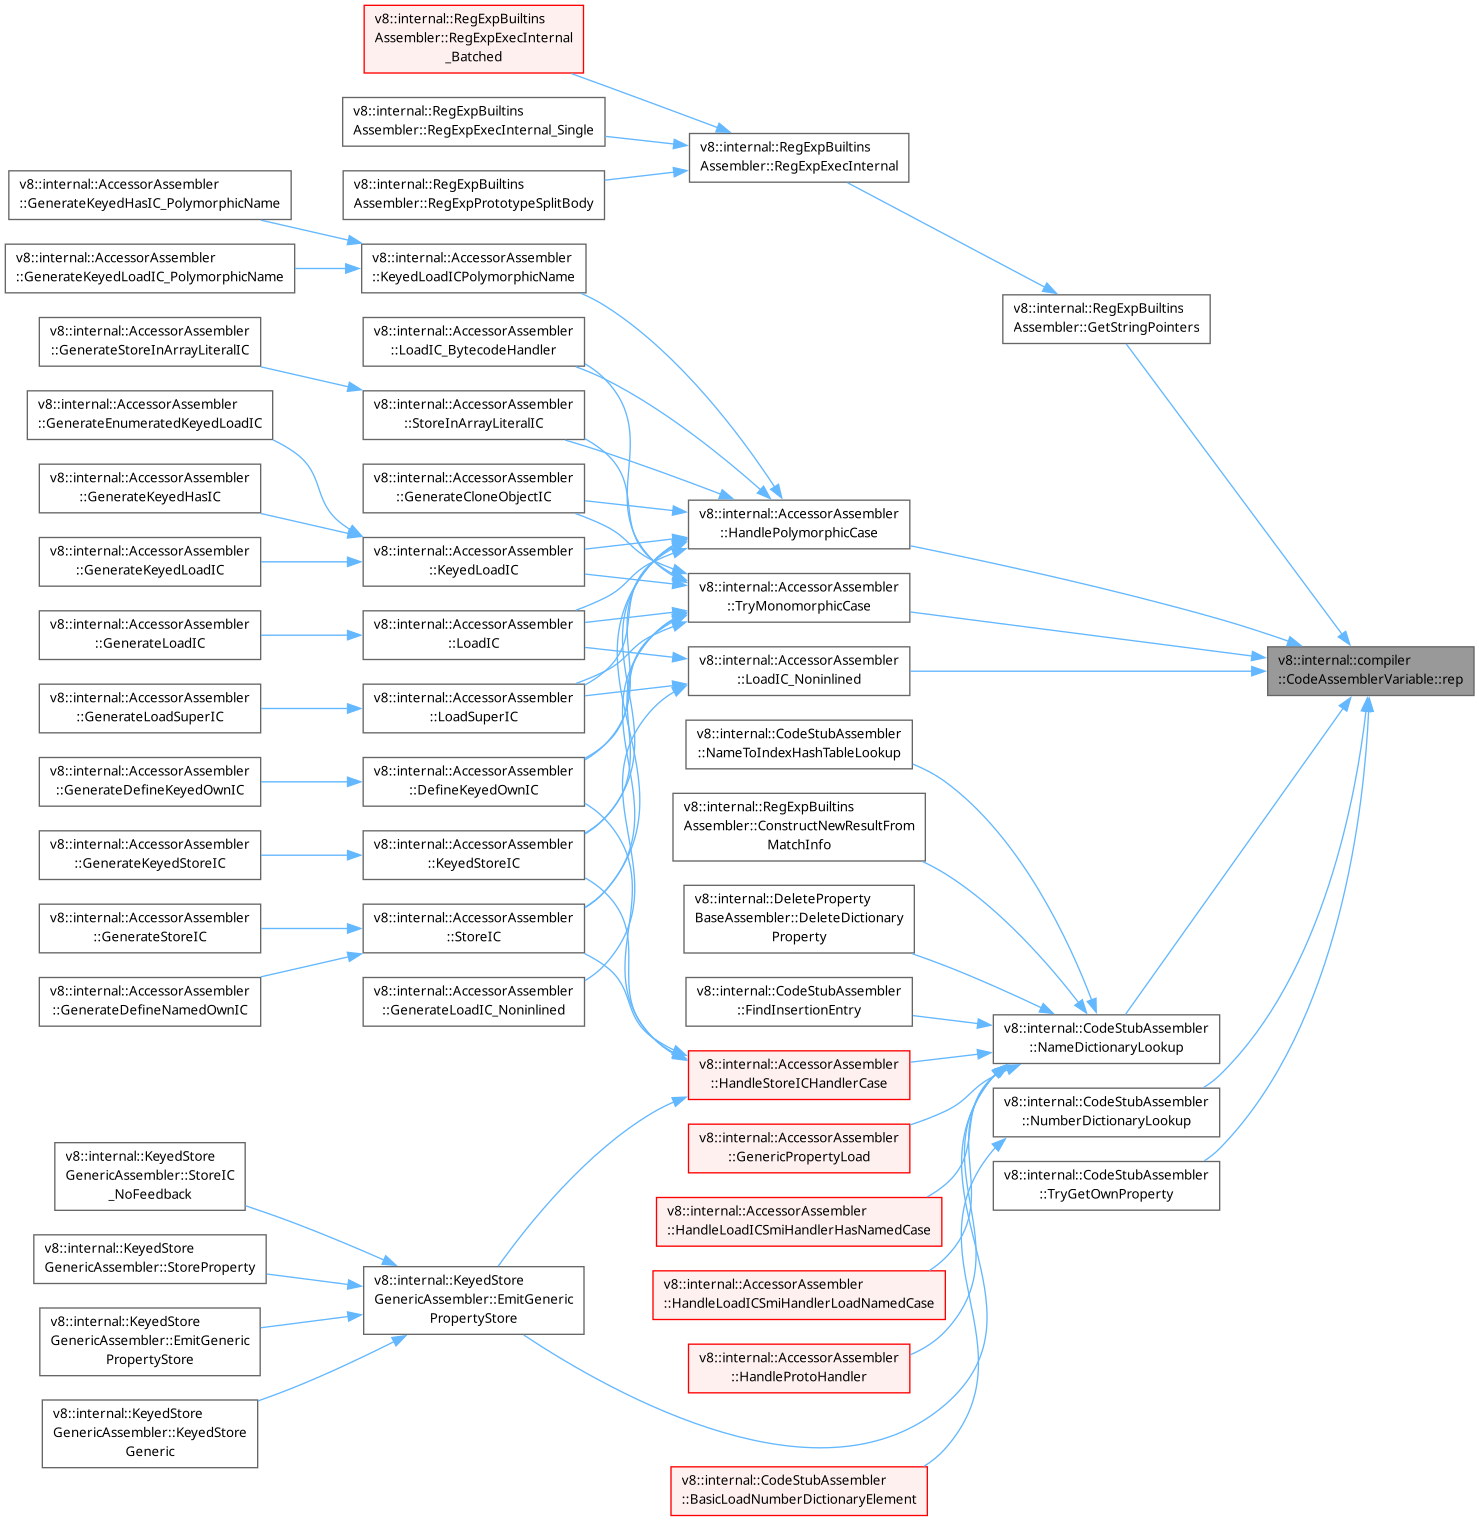 v8::internal::RegExpBuiltins
Assembler::RegExpExecInternal
_Batched
v8::internal::RegExpBuiltins
Assembler::RegExpExecInternal_Single
v8::internal::RegExpBuiltins
Assembler::RegExpExecInternal
v8::internal::AccessorAssembler
::GenerateKeyedHasIC_PolymorphicName
v8::internal::RegExpBuiltins
Assembler::RegExpPrototypeSplitBody
v8::internal::AccessorAssembler
::GenerateKeyedLoadIC_PolymorphicName
v8::internal::AccessorAssembler
::KeyedLoadICPolymorphicName
v8::internal::RegExpBuiltins
Assembler::GetStringPointers
v8::internal::AccessorAssembler
::GenerateStoreInArrayLiteralIC
v8::internal::AccessorAssembler
::LoadIC_BytecodeHandler
v8::internal::AccessorAssembler
::GenerateEnumeratedKeyedLoadIC
v8::internal::AccessorAssembler
::StoreInArrayLiteralIC
v8::internal::AccessorAssembler
::GenerateKeyedHasIC
v8::internal::AccessorAssembler
::GenerateCloneObjectIC
v8::internal::AccessorAssembler
::HandlePolymorphicCase
v8::internal::AccessorAssembler
::GenerateKeyedLoadIC
v8::internal::AccessorAssembler
::KeyedLoadIC
v8::internal::AccessorAssembler
::TryMonomorphicCase
v8::internal::AccessorAssembler
::GenerateLoadIC
v8::internal::AccessorAssembler
::LoadIC
v8::internal::AccessorAssembler
::LoadIC_Noninlined
v8::internal::compiler
::CodeAssemblerVariable::rep
v8::internal::AccessorAssembler
::GenerateLoadSuperIC
v8::internal::AccessorAssembler
::LoadSuperIC
v8::internal::CodeStubAssembler
::NameToIndexHashTableLookup
v8::internal::AccessorAssembler
::GenerateDefineKeyedOwnIC
v8::internal::AccessorAssembler
::DefineKeyedOwnIC
v8::internal::RegExpBuiltins
Assembler::ConstructNewResultFrom
MatchInfo
v8::internal::AccessorAssembler
::GenerateKeyedStoreIC
v8::internal::AccessorAssembler
::KeyedStoreIC
v8::internal::DeleteProperty
BaseAssembler::DeleteDictionary
Property
v8::internal::AccessorAssembler
::GenerateStoreIC
v8::internal::AccessorAssembler
::StoreIC
v8::internal::AccessorAssembler
::GenerateDefineNamedOwnIC
v8::internal::AccessorAssembler
::GenerateLoadIC_Noninlined
v8::internal::CodeStubAssembler
::FindInsertionEntry
v8::internal::CodeStubAssembler
::NameDictionaryLookup
v8::internal::AccessorAssembler
::HandleStoreICHandlerCase
v8::internal::CodeStubAssembler
::NumberDictionaryLookup
v8::internal::AccessorAssembler
::GenericPropertyLoad
v8::internal::CodeStubAssembler
::TryGetOwnProperty
v8::internal::KeyedStore
GenericAssembler::StoreIC
_NoFeedback
v8::internal::AccessorAssembler
::HandleLoadICSmiHandlerHasNamedCase
v8::internal::KeyedStore
GenericAssembler::StoreProperty
v8::internal::KeyedStore
GenericAssembler::EmitGeneric
PropertyStore
v8::internal::AccessorAssembler
::HandleLoadICSmiHandlerLoadNamedCase
v8::internal::KeyedStore
GenericAssembler::EmitGeneric
PropertyStore
v8::internal::AccessorAssembler
::HandleProtoHandler
v8::internal::KeyedStore
GenericAssembler::KeyedStore
Generic
v8::internal::CodeStubAssembler
::BasicLoadNumberDictionaryElement